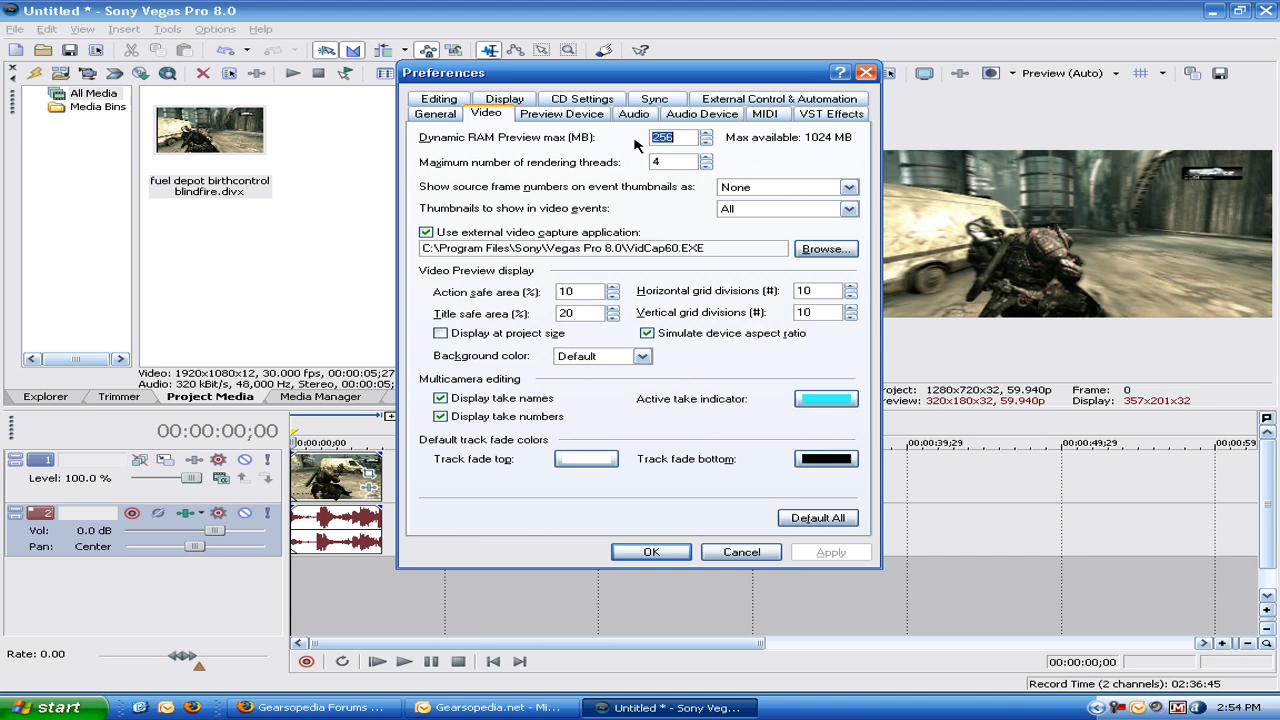 Untitled * - Sony Vegas Pro 8.0
File Edit View Insert Tools Options Help
Preview (Auto)
All Media
Media Bins
fuel depot birthcontrol
blindfire.divx
Video: 1920x1080x12, 30.000 fps, 00:00:05;27
Audio: 320 kBit/s, 48,000 Hz, Stereo, 00:00:05;
Explorer Trimmer Project Media Media Manager
Preferences
Editing Display CD Settings Sync External Control & Automation
General Video Preview Device Audio Audio Device MIDI VST Effects
Dynamic RAM Preview max (MB): 256 Max available: 1024 MB
Maximum number of rendering threads: 4
Show source frame numbers on event thumbnails as: None
Thumbnails to show in video events: All
Use external video capture application:
C:\Program Files\Sony\Vegas Pro 8.0\VidCap60.EXE Browse...
Video Preview display
Action safe area (%): 10 Horizontal grid divisions (#): 10
Title safe area (%): 20 Vertical grid divisions (#): 10
Display at project size Simulate device aspect ratio
Background color: Default
Multicamera editing
Display take names Active take indicator:
Display take numbers
Default track fade colors
Track fade top: Track fade bottom:
Default All
OK Cancel Apply
roject: 1280x720x32, 59.940p Frame: 0
review: 320x180x32, 59.940p Display: 357x201x32
00:00:00;00
0:00:00;00 00:00:39;29 00:00:49;29 00:00:59
1
Level: 100.0 %
2
Vol: 0.0 dB
Pan: Center
Rate: 0.00
00:00:00;00
Record Time (2 channels): 02:36:45
start Gearsopedia Forums ... Gearsopedia.net - Mi... Untitled * - Sony Veg... 2:54 PM